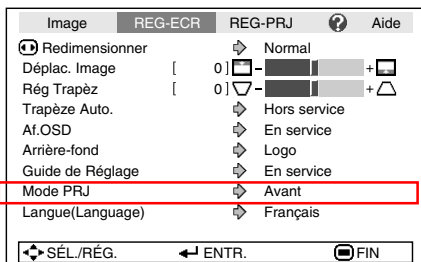 Image REG-ECR REG-PRJ ? Aide
Redimensionner Normal
Déplac. Image [ 0 ] - +
Rég Trapèz [ 0 ] - +
Trapèze Auto. Hors service
Af.OSD En service
Arrière-fond Logo
Guide de Réglage En service
Mode PRJ Avant
Langue(Language) Français
SÉL./RÉG. ENTR. FIN